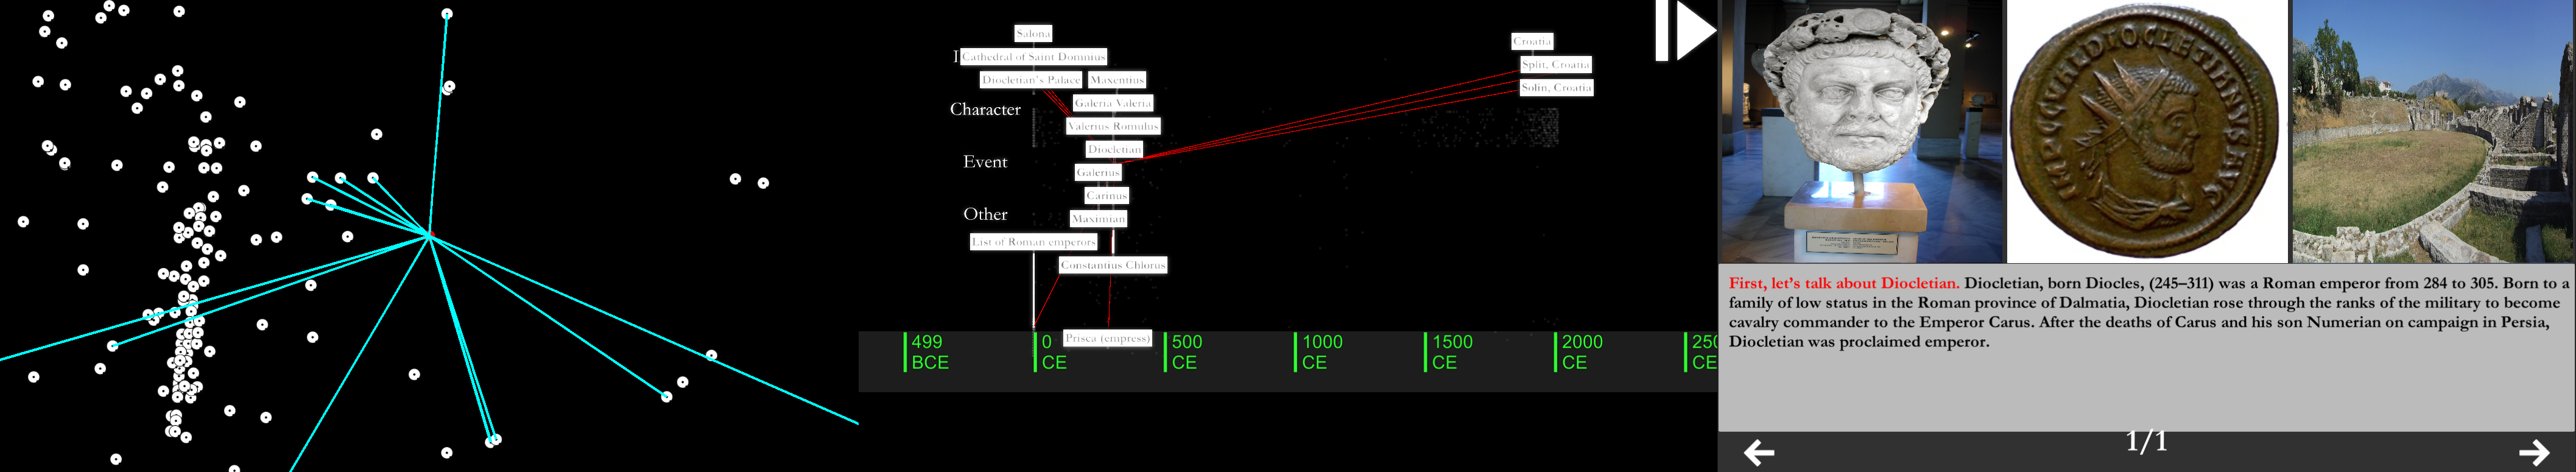 Salona
Cathedral of Saint Domnius
Diocletian's Palace
Maxentius
Galeria Valeria
Character
Valerius Romulus
Diocletian
Event
Galerius
Carinus
Other
Maximian
List of Roman emperors
Constantius Chlorus
Prisca (empress)
Croatia
Split, Croatia
Solin, Croatia
499 BCE
0 CE
500 CE
1000 CE
1500 CE
2000 CE
CE
First, let's talk about Diocletian. Diocletian, born Diocles, (245–311) was a Roman emperor from 284 to 305. Born to a
family of low status in the Roman province of Dalmatia, Diocletian rose through the ranks of the military to become
cavalry commander to the Emperor Carus. After the deaths of Carus and his son Numerian on campaign in Persia,
Diocletian was proclaimed emperor.
1/1